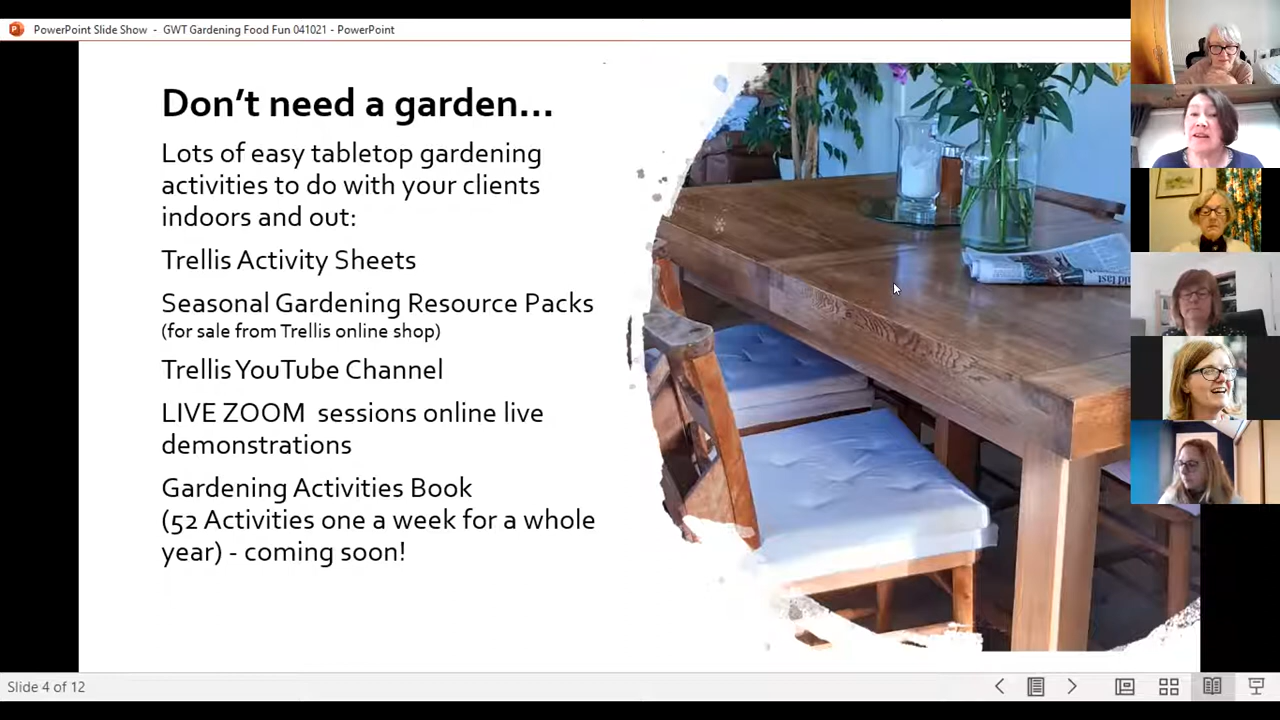 PowerPoint Slide Show - GWT Gardening Food Fun 041021 - PowerPoint
Don't need a garden...
Lots of easy tabletop gardening
activities to do with your clients
indoors and out:
Trellis Activity Sheets
Seasonal Gardening Resource Packs
(for sale from Trellis online shop)
Trellis YouTube Channel
LIVE ZOOM  sessions online live
demonstrations
Gardening Activities Book
(52 Activities one a week for a whole
year) - coming soon!
Slide 4 of 12